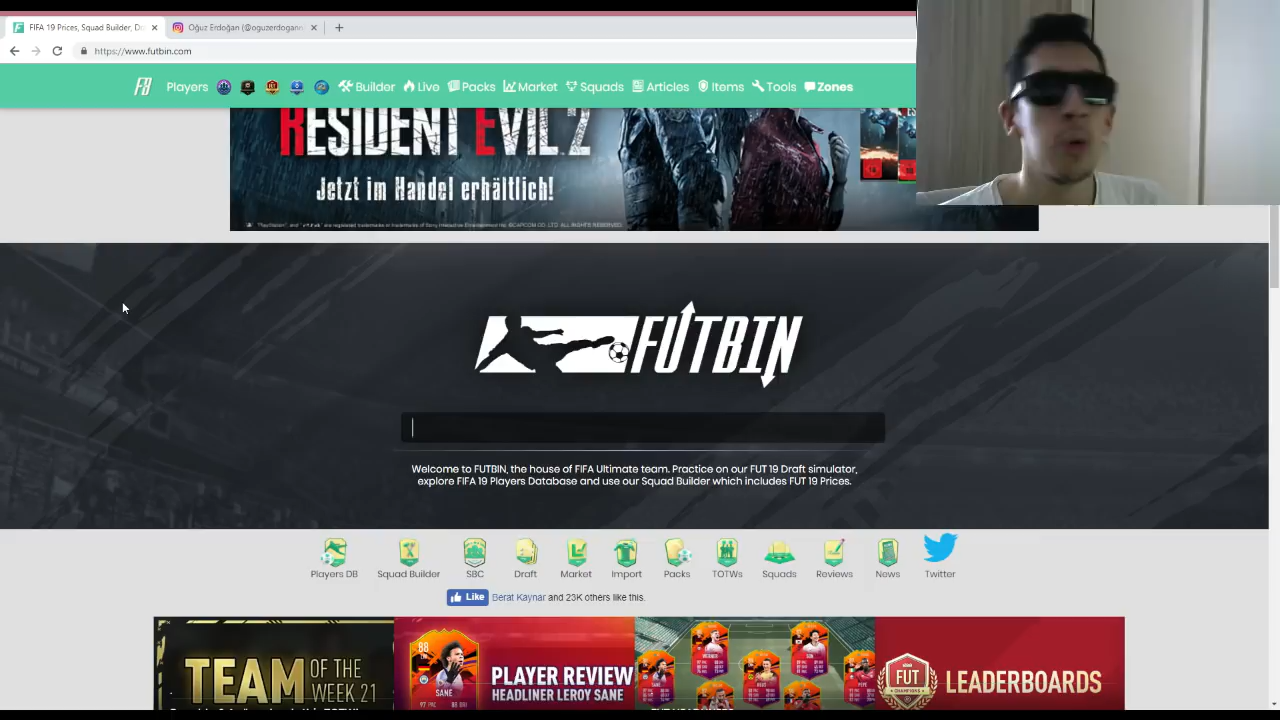 FIFA 19 Prices, Squad Builder, Dr
Oğuz Erdoğan (@oguzerdogann
https://www.futbin.com
FB Players Builder Live Packs Market Squads Articles Items Tools Zones
RESIDENT EVIL 2
Jetzt im Handel erhältlich!
FUTBIN
Welcome to FUTBIN, the house of FIFA Ultimate team. Practice on our FUT 19 Draft simulator,
explore FIFA 19 Players Database and use our Squad Builder which includes FUT 19 Prices.
Players DB Squad Builder SBC Draft Market Import Packs TOTWs Squads Reviews News Twitter
Like Berat Kaynar and 23K others like this.
TEAM OF THE
WEEK 21
88
SANE
PLAYER REVIEW
HEADLINER LEROY SANE
FUT
CHAMPIONS
LEADERBOARDS